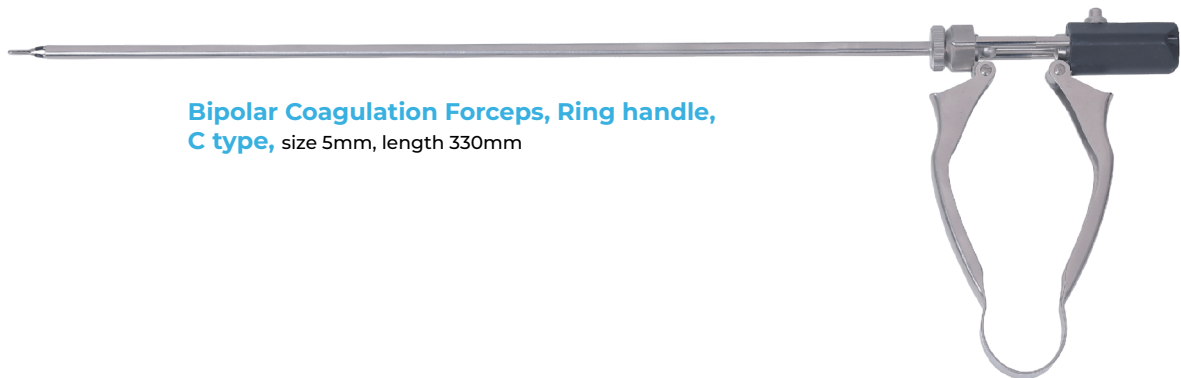 Bipolar Coagulation Forceps, Ring handle,
C type, size 5mm, length 330mm